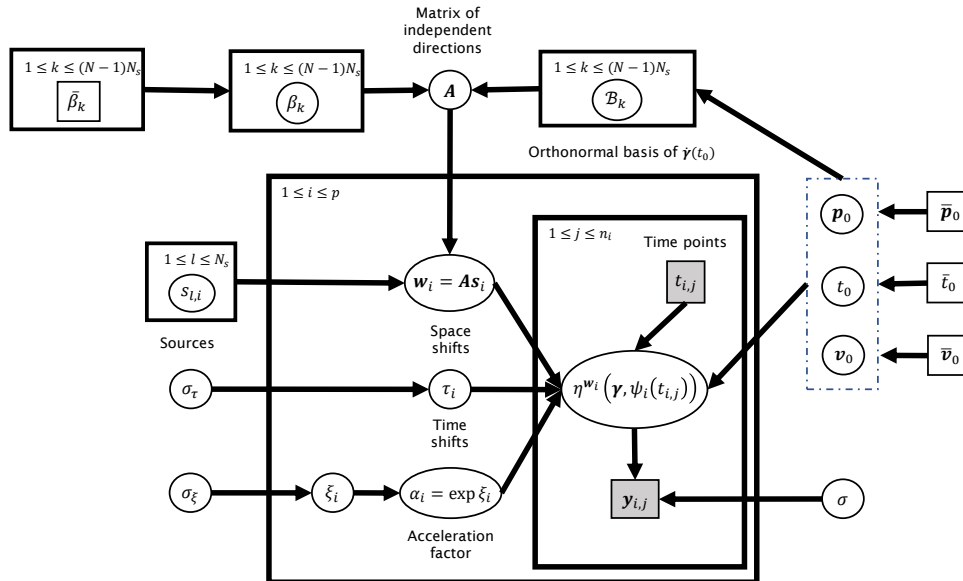 Matrix of
independent
directions
1 ≤ k ≤ (N − 1)N_s
β̄_k
1 ≤ k ≤ (N − 1)N_s
β_k
A
1 ≤ k ≤ (N − 1)N_s
ℬ_k
Orthonormal basis of γ̇(t_0)
1 ≤ i ≤ p
1 ≤ j ≤ n_i
Time points
t_{i,j}
p_0
p̄_0
1 ≤ l ≤ N_s
s_{l,i}
Sources
w_i = As_i
Space
shifts
t_0
t̄_0
v_0
v̄_0
σ_τ
τ_i
Time
shifts
η^{w_i}(γ, ψ_i(t_{i,j}))
σ_ξ
ξ_i
α_i = exp ξ_i
Acceleration
factor
y_{i,j}
σ